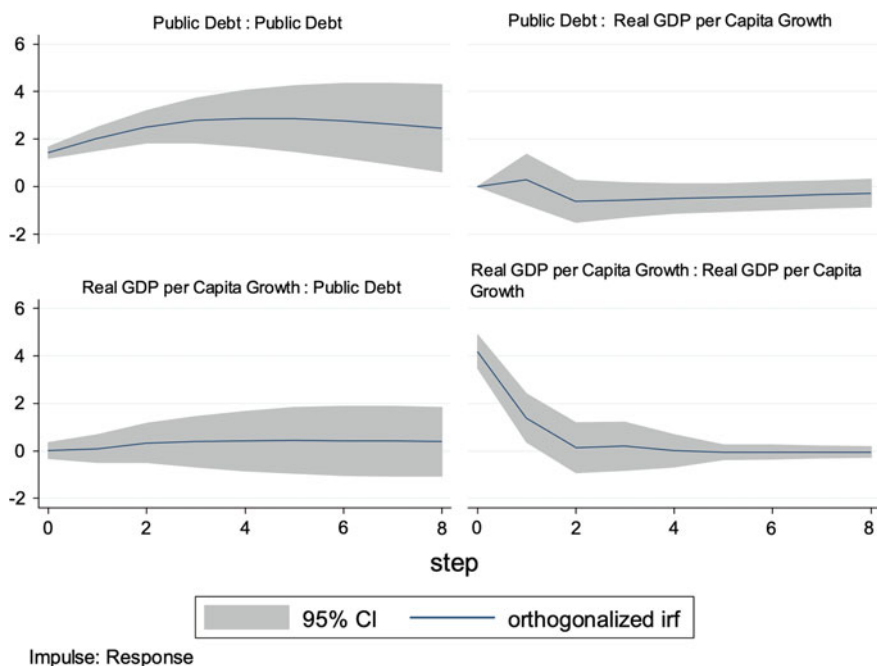 Public Debt : Public Debt
Public Debt : Real GDP per Capita Growth
6
4
2
0
-2
Real GDP per Capita Growth : Public Debt
Real GDP per Capita Growth : Real GDP per Capita
Growth
6
4
2
0
-2
0 2 4 6 8
0 2 4 6 8
step
95% CI
orthogonalized irf
Impulse: Response